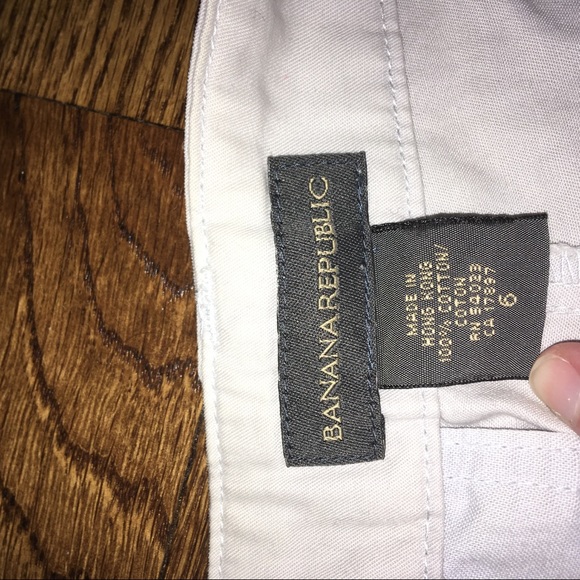 BANANA REPUBLIC
MADE IN
HONG KONG
100% COTTON/
COTON
RN 54023
CA 17897
6